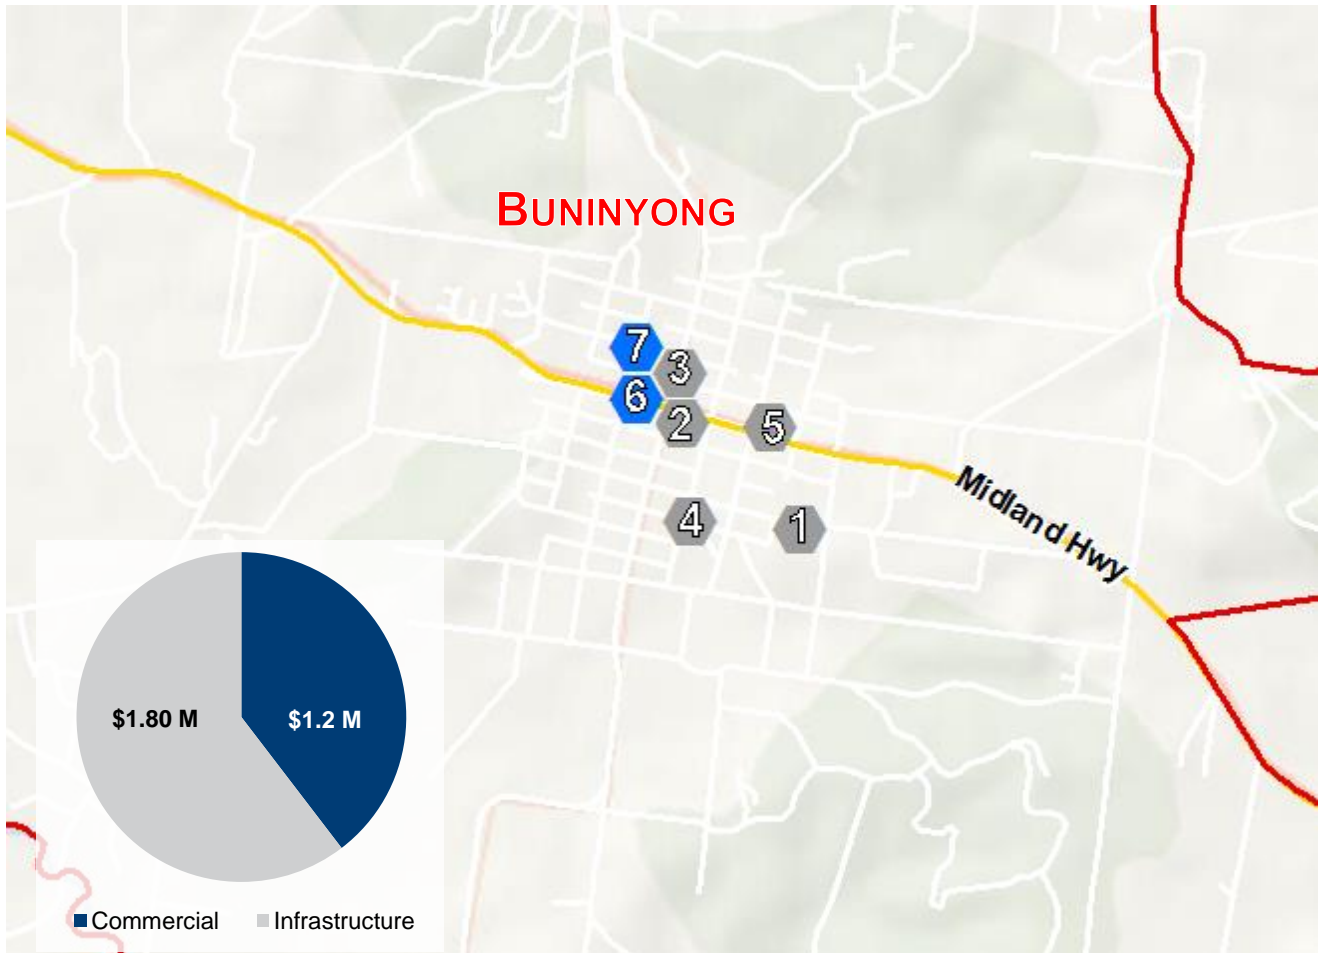 BUNINYONG
7
3
6
2
5
4
1
Midland Hwy
$1.80 M
$1.2 M
Commercial
Infrastructure